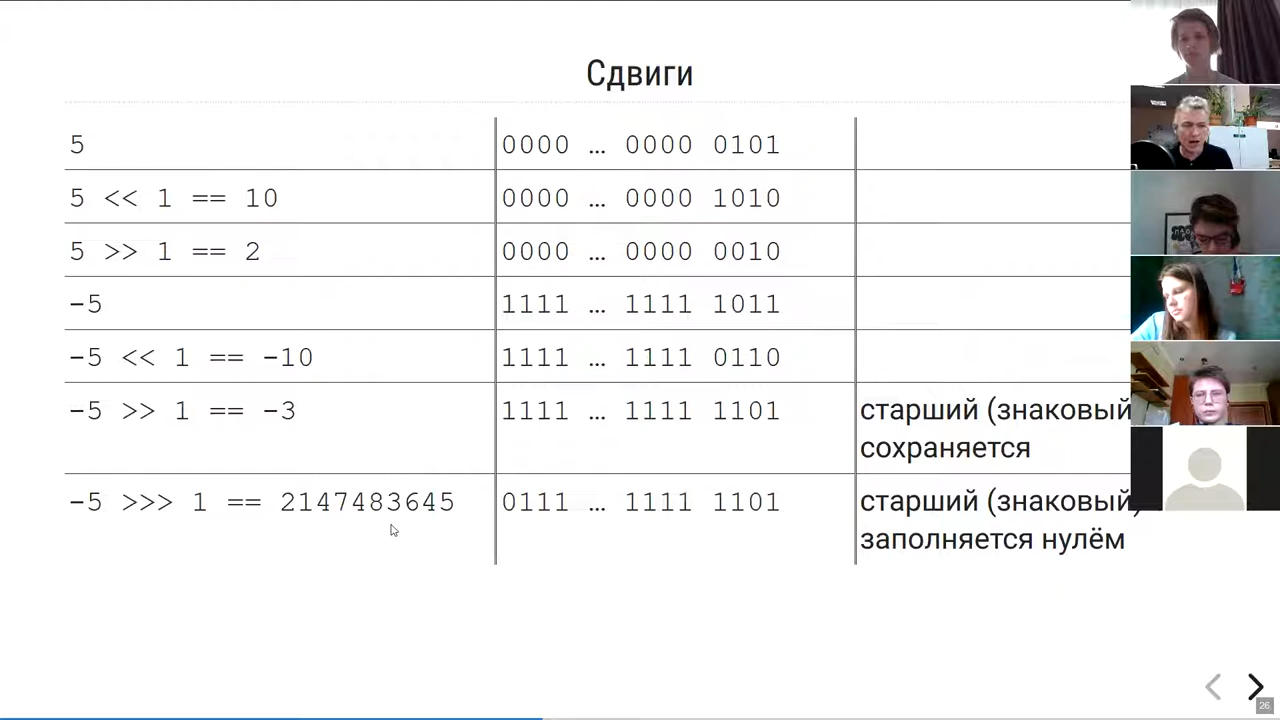 Сдвиги
5 0000 … 0000 0101
5 << 1 == 10 0000 … 0000 1010
5 >> 1 == 2 0000 … 0000 0010
-5 1111 … 1111 1011
-5 << 1 == -10 1111 … 1111 0110
-5 >> 1 == -3 1111 … 1111 1101 старший (знаковый
сохраняется
-5 >>> 1 == 2147483645 0111 … 1111 1101 старший (знаковый)
заполняется нулём
26